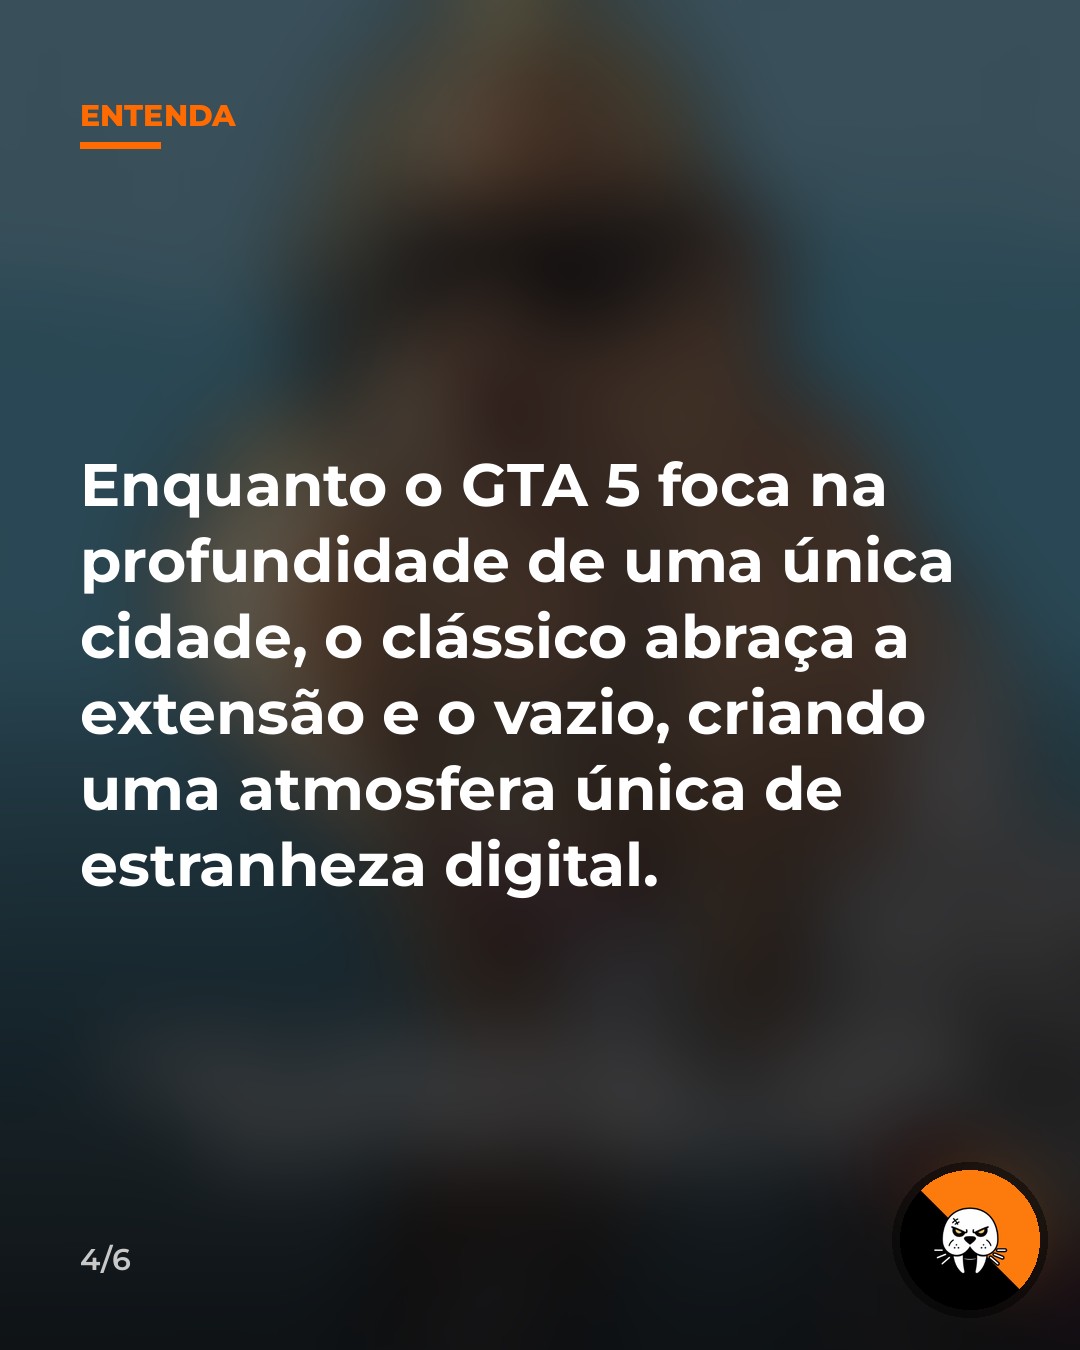 ENTENDA
Enquanto o GTA 5 foca na
profundidade de uma única
cidade, o clássico abraça a
extensão e o vazio, criando
uma atmosfera única de
estranheza digital.
4/6